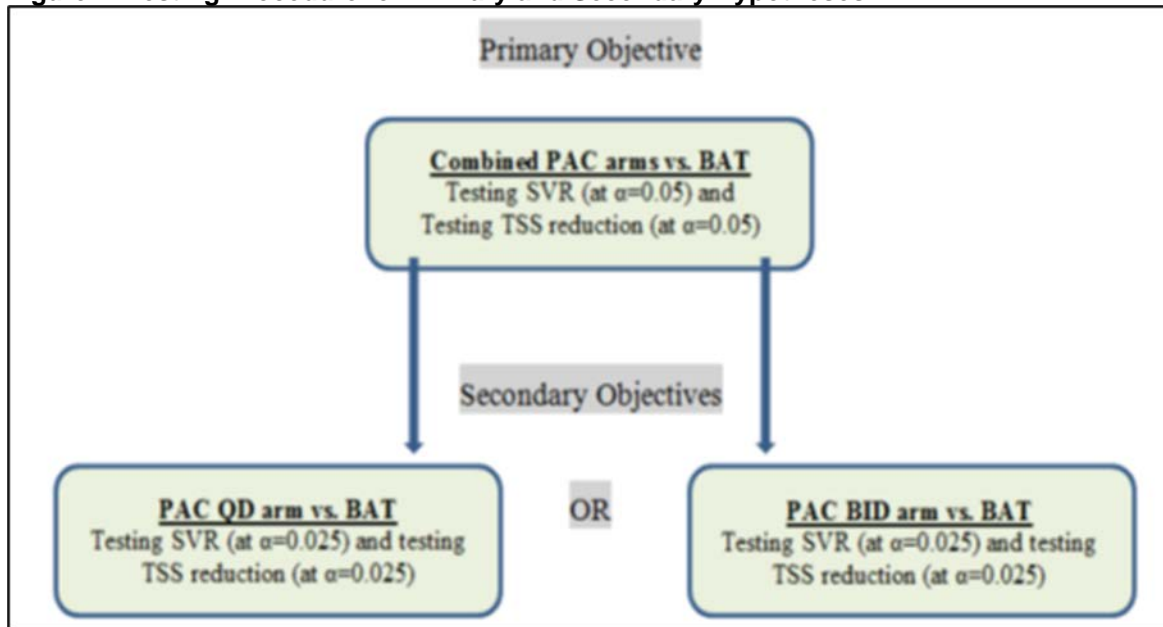 Primary Objective
Combined PAC arms vs. BAT
Testing SVR (at α=0.05) and
Testing TSS reduction (at α=0.05)
Secondary Objectives
PAC QD arm vs. BAT
Testing SVR (at α=0.025) and testing
TSS reduction (at α=0.025)
OR
PAC BID arm vs. BAT
Testing SVR (at α=0.025) and testing
TSS reduction (at α=0.025)